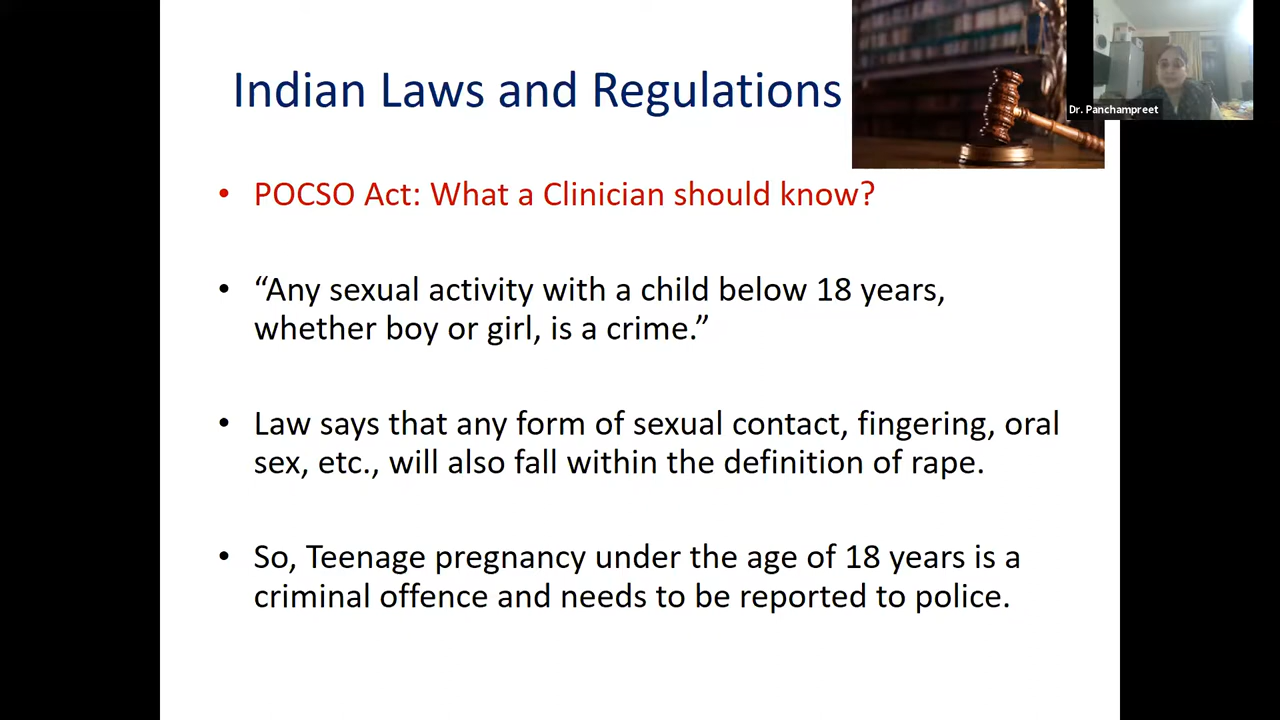 Indian Laws and Regulations
Dr. Panchampreet
• POCSO Act: What a Clinician should know?
• “Any sexual activity with a child below 18 years,
whether boy or girl, is a crime.”
• Law says that any form of sexual contact, fingering, oral
sex, etc., will also fall within the definition of rape.
• So, Teenage pregnancy under the age of 18 years is a
criminal offence and needs to be reported to police.